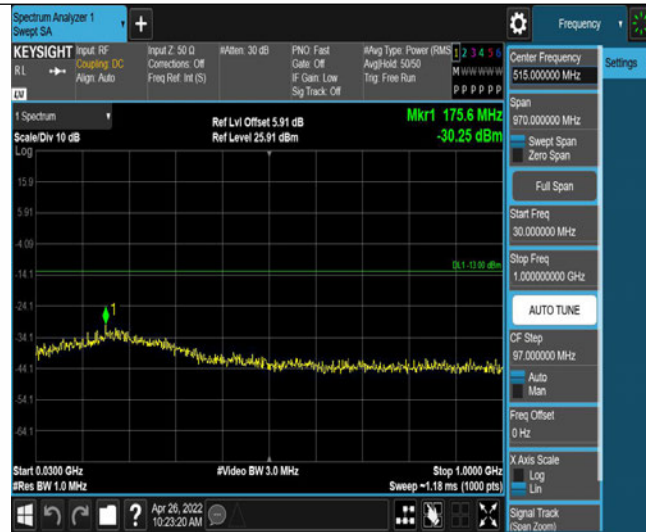 Spectrum Analyzer 1
Swept SA
Frequency
KEYSIGHT
RL
Input: RF
Coupling: DC
Align: Auto
Input Z: 50 Ω
Corrections: Off
Freq Ref: Int (S)
#Atten: 30 dB
PNO: Fast
Gate: Off
IF Gain: Low
Sig Track: Off
#Avg Type: Power (RMS
Avg|Hold: 50/50
Trig: Free Run
1 2 3 4 5 6
M W W W W W
P P P P P P
1 Spectrum
Scale/Div 10 dB
Log
Ref Lvl Offset 5.91 dB
Ref Level 25.91 dBm
Mkr1 175.6 MHz
-30.25 dBm
15.9
5.91
-4.09
-14.1
-24.1
-34.1
-44.1
-54.1
-64.1
DL1 -13.00 dBm
1
Start 0.0300 GHz
#Res BW 1.0 MHz
#Video BW 3.0 MHz
Stop 1.0000 GHz
Sweep ~1.18 ms (1000 pts)
Apr 26, 2022
10:23:20 AM
Center Frequency
515.000000 MHz
Settings
Span
970.000000 MHz
Swept Span
Zero Span
Full Span
Start Freq
30.000000 MHz
Stop Freq
1.000000000 GHz
AUTO TUNE
CF Step
97.000000 MHz
Auto
Man
Freq Offset
0 Hz
X Axis Scale
Log
Lin
Signal Track
(Span Zoom)